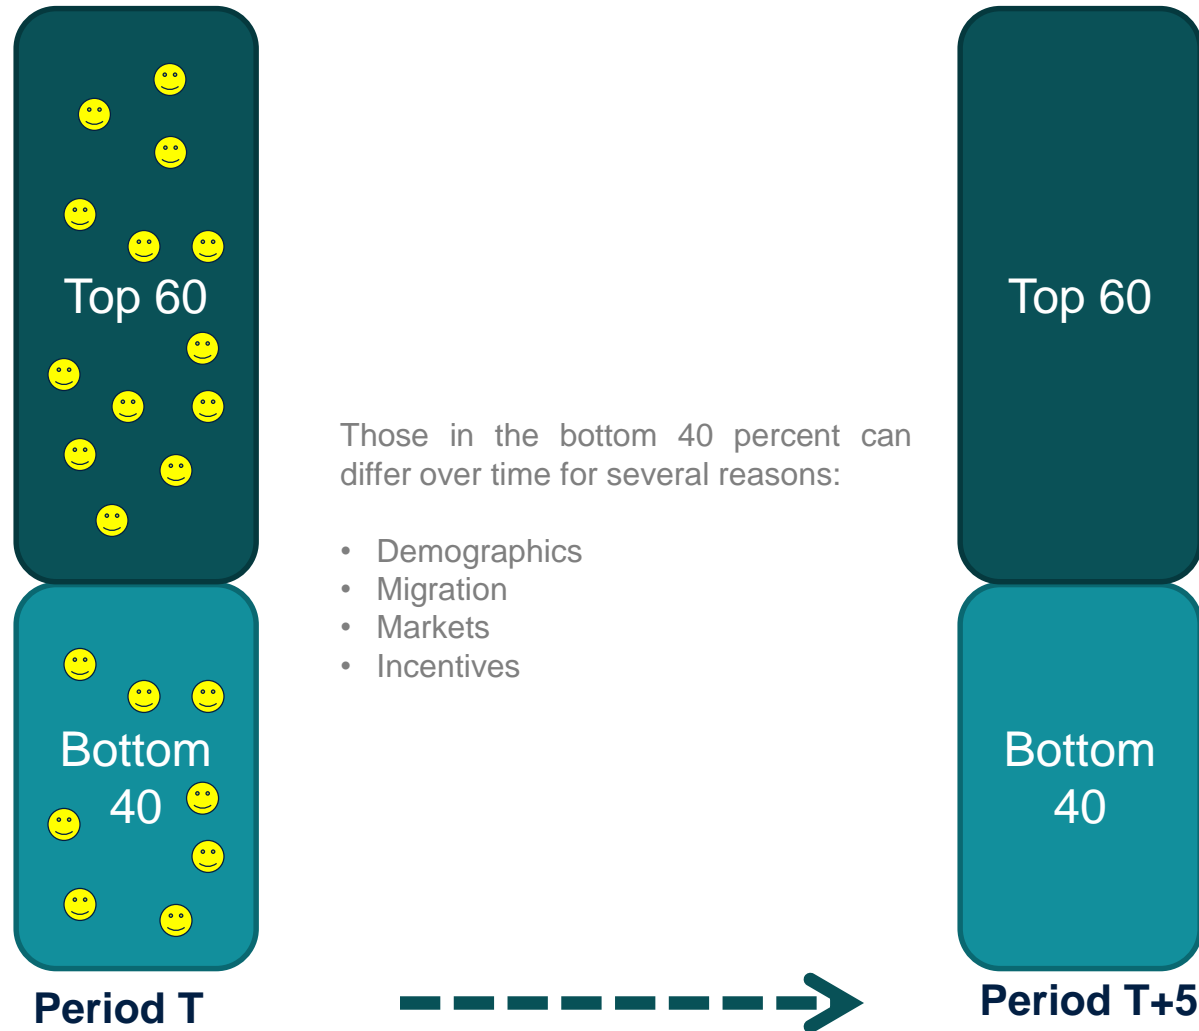 Top 60
Top 60
Those in the bottom 40 percent can
differ over time for several reasons:
• Demographics
• Migration
• Markets
• Incentives
Bottom
40
Bottom
40
Period T
Period T+5